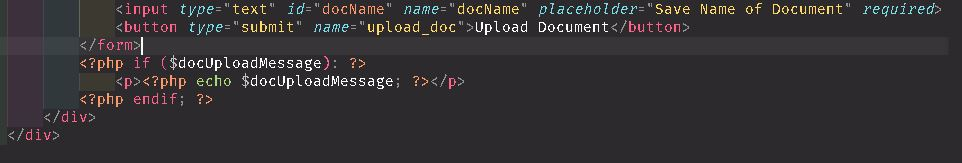 <input type="text" id="docName" name="docName" placeholder="Save Name of Document" required>
<button type="submit" name="upload_doc">Upload Document</button>
</form>
<?php if ($docUploadMessage): ?>
<p><?php echo $docUploadMessage; ?></p>
<?php endif; ?>
</div>
</div>